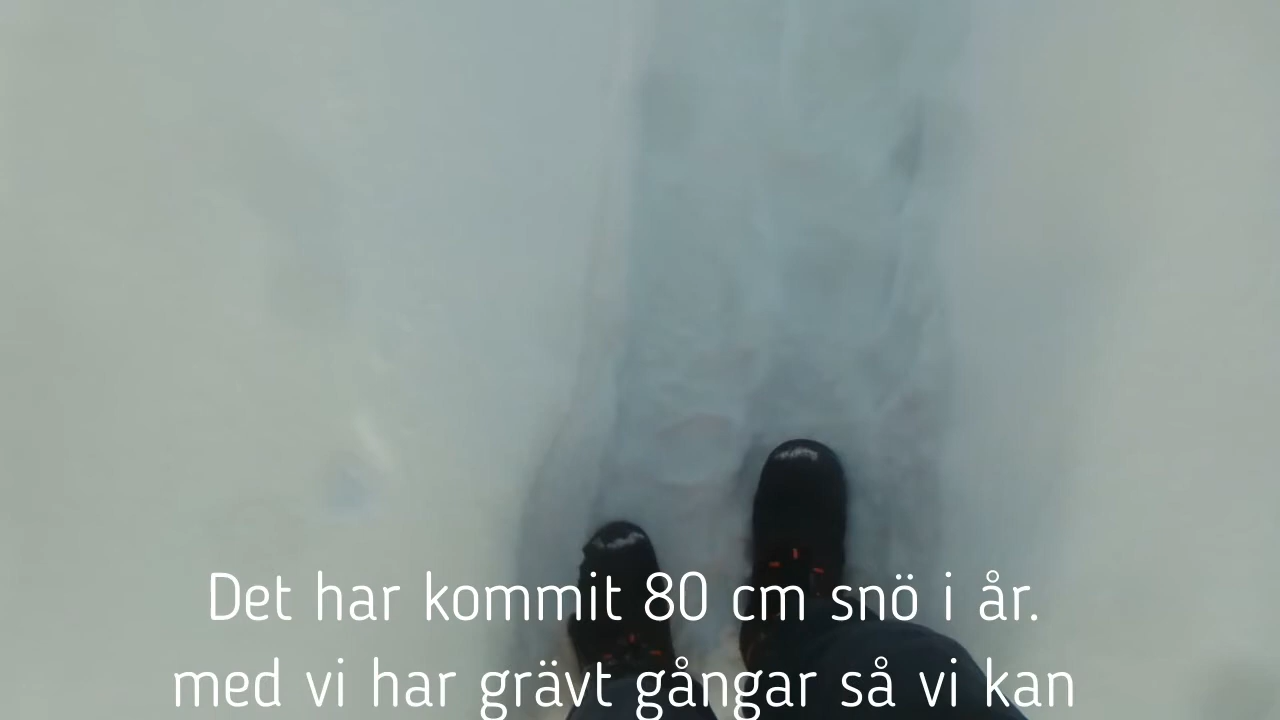 Det har kommit 80 cm snö i år.
med vi har grävt gångar så vi kan